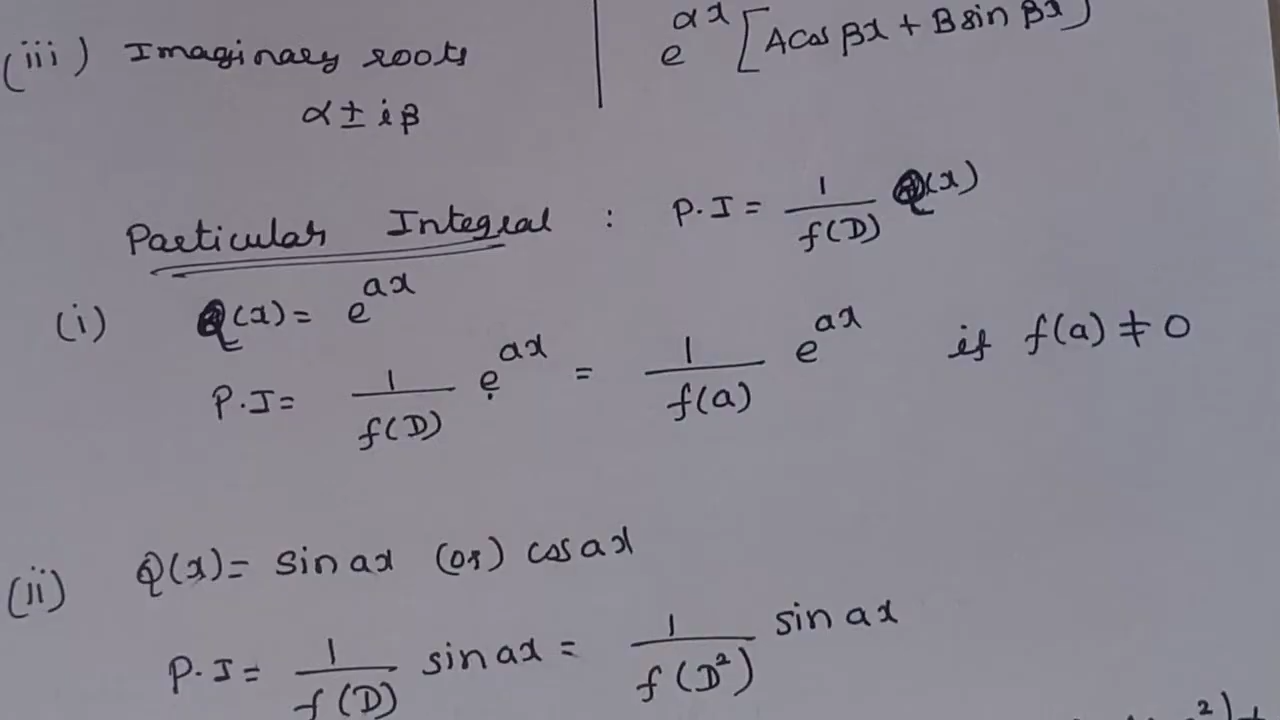 (iii) Imaginary roots | e^{αx} [A cos βx + B sin βx]
α ± iβ
Particular Integral : P.I = 1/f(D) Q(x)
(i) Q(x) = e^{ax}
P.I = 1/f(D) e^{ax} = 1/f(a) e^{ax} if f(a) ≠ 0
(ii) Q(x) = sin ax (or) cos ax
P.I = 1/f(D) sin ax = 1/f(D²) sin ax